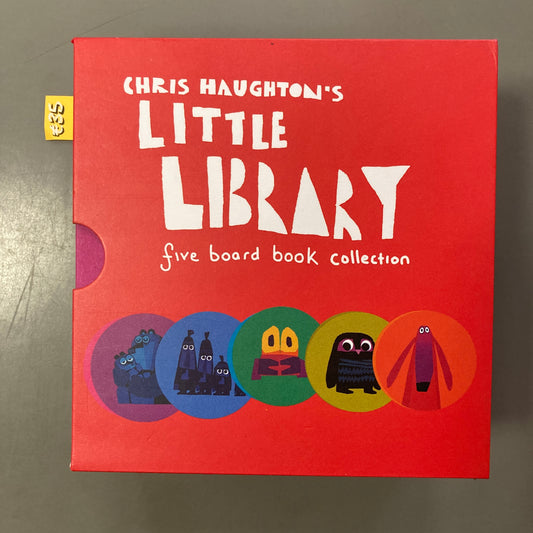 €35
CHRIS HAUGHTON'S
LITTLE
LIBRARY
five board book collection